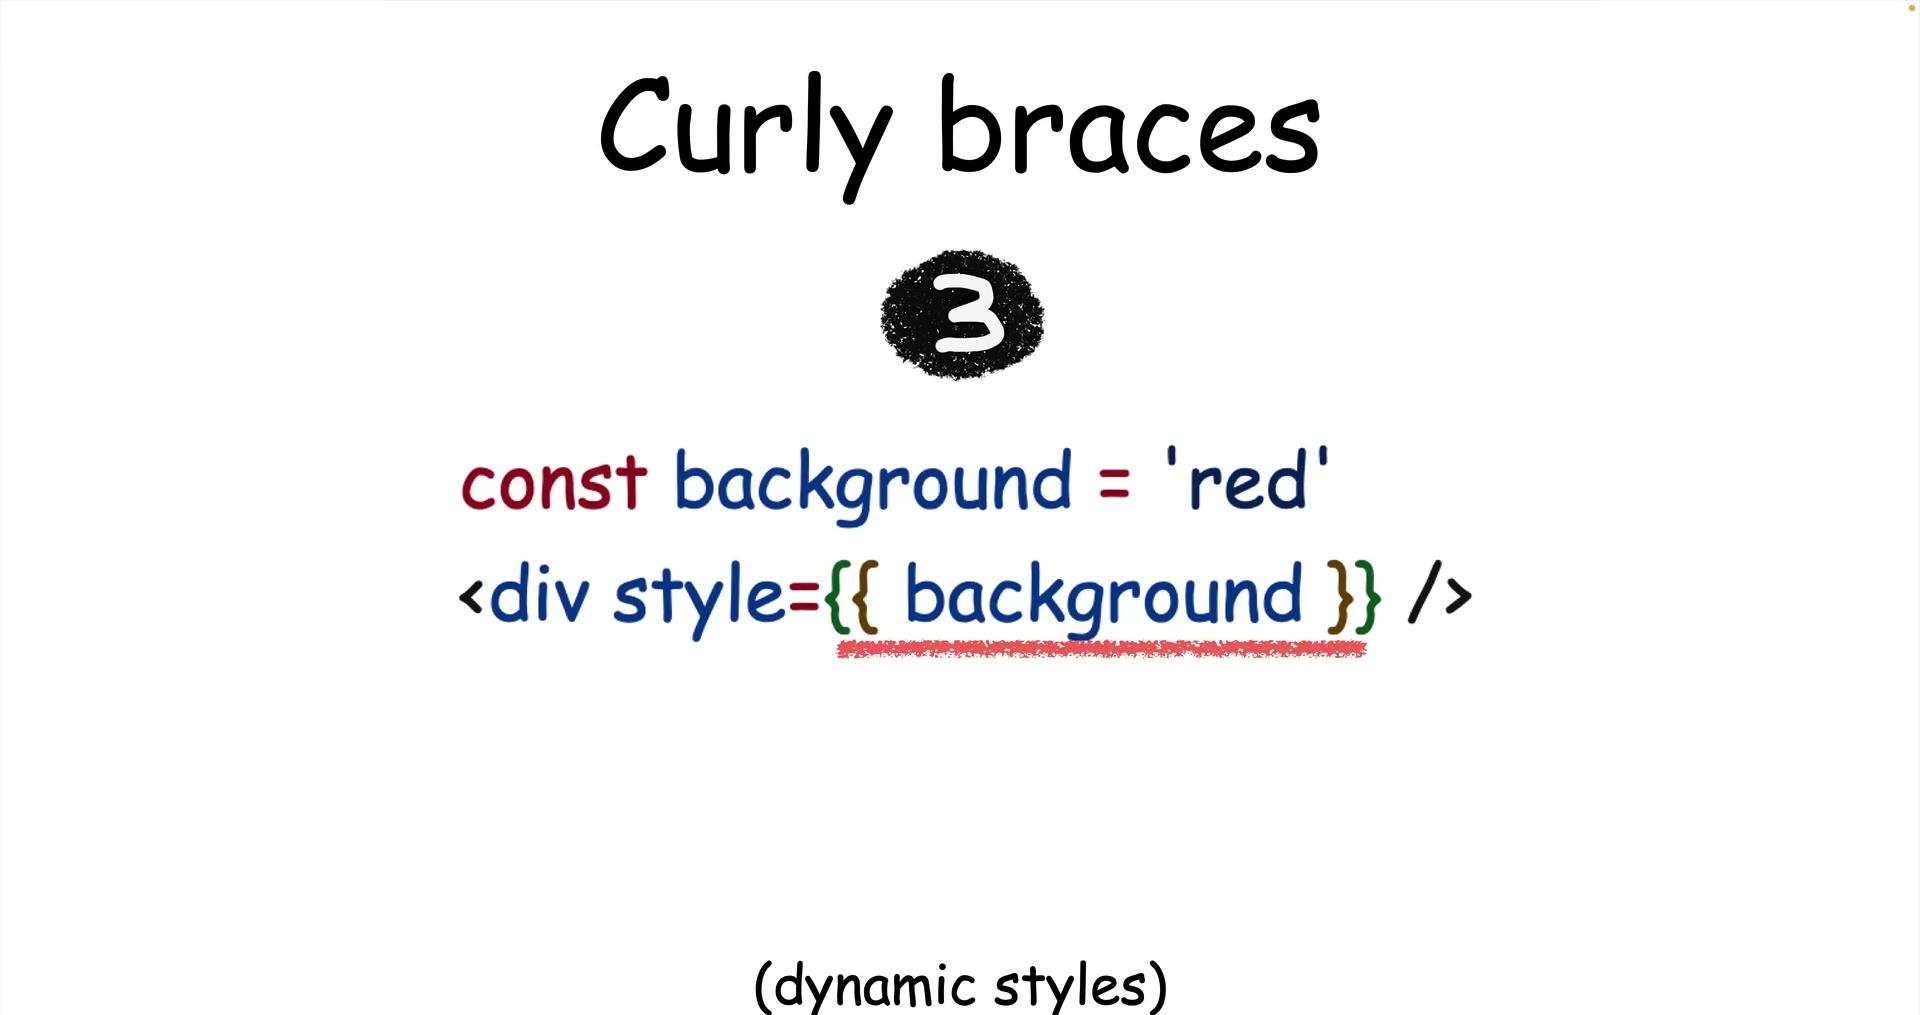 Curly braces
3
const background = 'red'
<div style={{ background }} />
(dynamic styles)